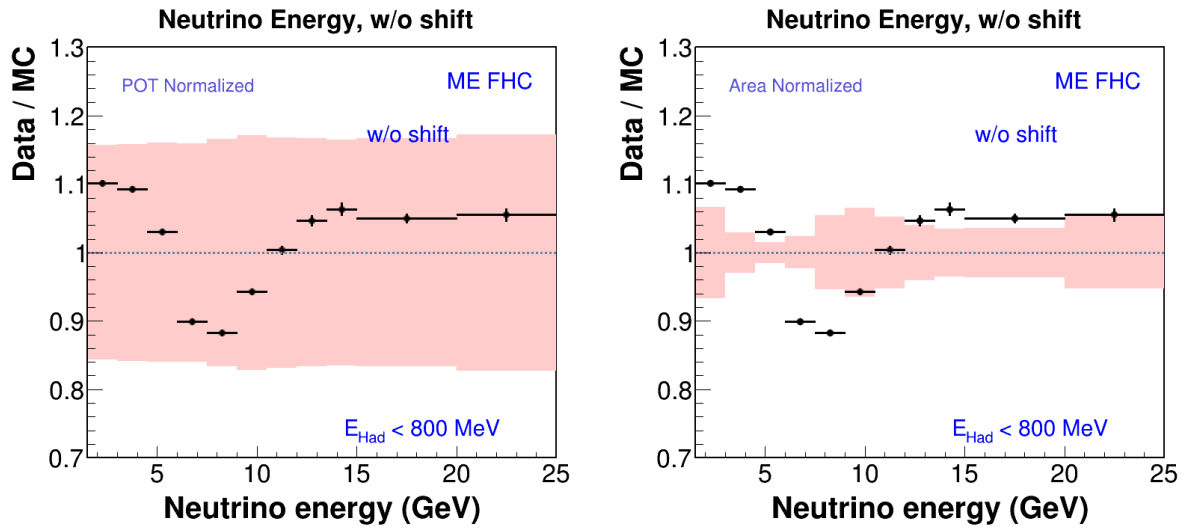 Neutrino Energy, w/o shift
Data / MC
1.3
1.2
1.1
1
0.9
0.8
0.7
POT Normalized
ME FHC
w/o shift
E_Had < 800 MeV
5 10 15 20 25
Neutrino energy (GeV)
Neutrino Energy, w/o shift
Data / MC
1.3
1.2
1.1
1
0.9
0.8
0.7
Area Normalized
ME FHC
w/o shift
E_Had < 800 MeV
5 10 15 20 25
Neutrino energy (GeV)